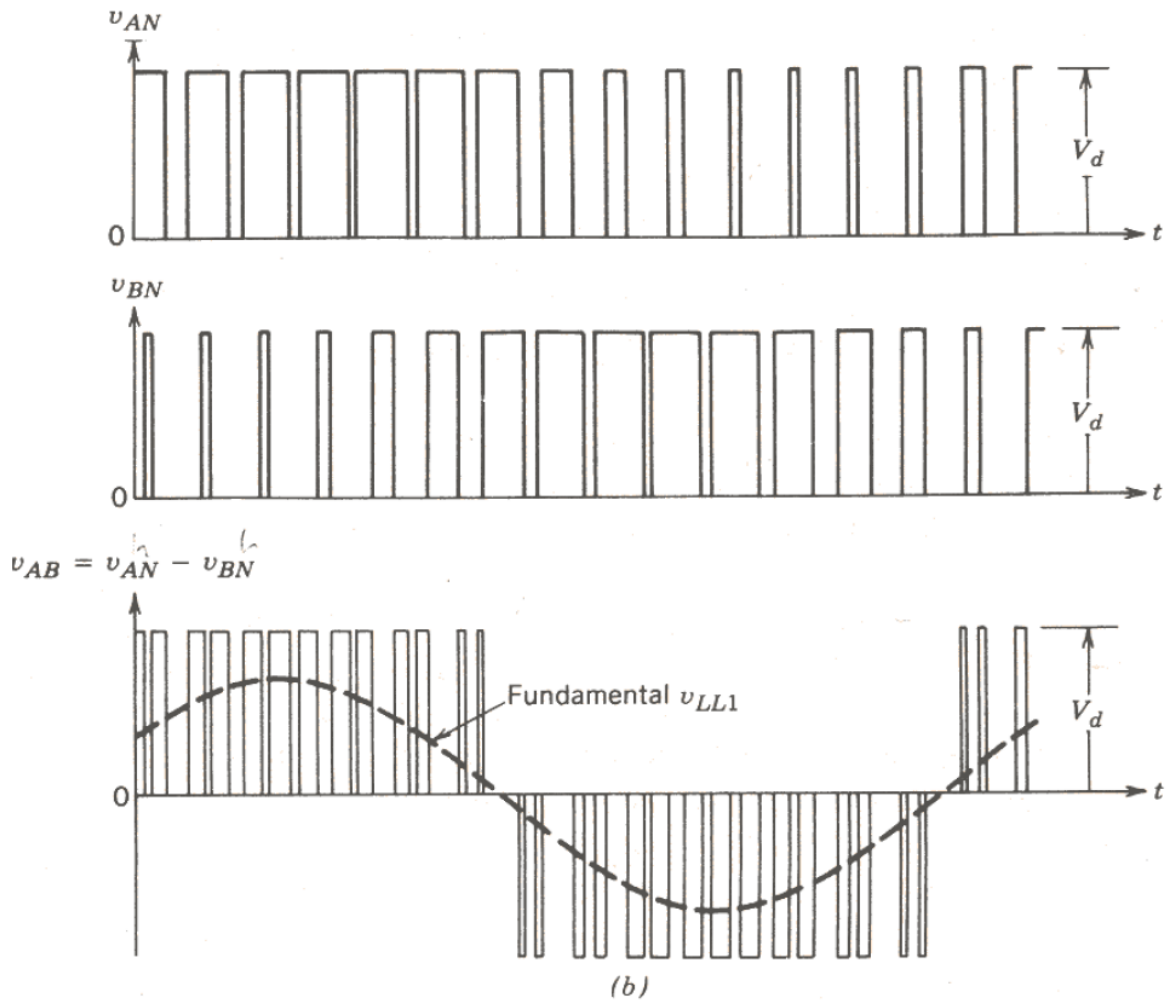 v_AN
V_d
0
t
v_BN
V_d
0
t
v_AB = v_AN − v_BN
Fundamental v_LL1
V_d
0
t
(b)